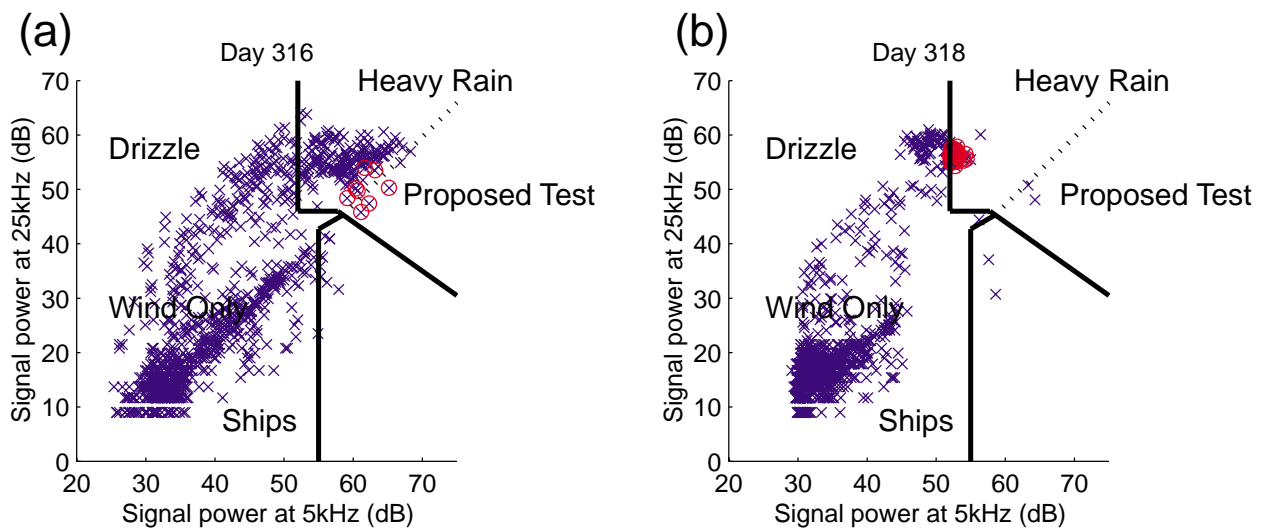 (a)
Day 316
Heavy Rain
Drizzle
Proposed Test
Wind Only
Ships
70
60
50
40
30
20
10
0
20
30
40
50
60
70
Signal power at 25kHz (dB)
Signal power at 5kHz (dB)
(b)
Day 318
Heavy Rain
Drizzle
Proposed Test
Wind Only
Ships
70
60
50
40
30
20
10
0
20
30
40
50
60
70
Signal power at 25kHz (dB)
Signal power at 5kHz (dB)